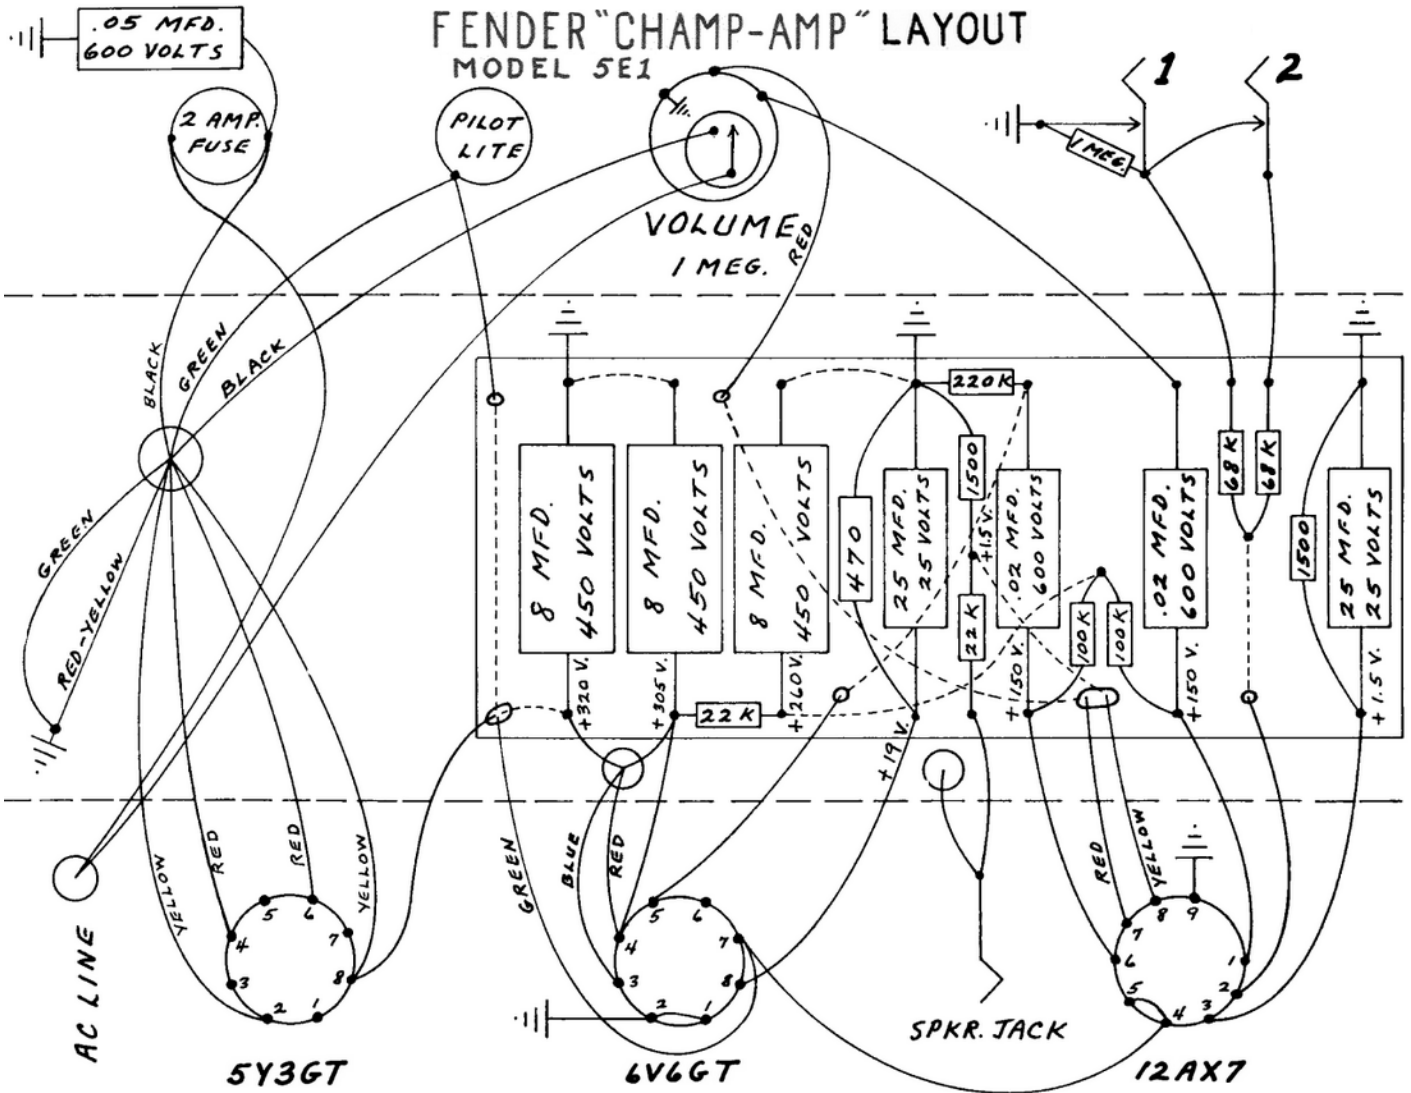 FENDER "CHAMP-AMP" LAYOUT
MODEL 5E1
.05 MFD.
600 VOLTS
2 AMP.
FUSE
PILOT
LITE
VOLUME
1 MEG.
RED
1
2
1 MEG.
BLACK
GREEN
BLACK
GREEN
RED-YELLOW
8 MFD.
450 VOLTS
+320 V.
8 MFD.
450 VOLTS
+305 V.
22K
8 MFD.
450 VOLTS
+260 V.
470
25 MFD.
25 VOLTS
+19 V.
220K
1500
+1.5 V.
22K
.02 MFD.
600 VOLTS
+150 V.
100K
100K
.02 MFD.
600 VOLTS
+150 V.
68K
68K
1500
25 MFD.
25 VOLTS
+1.5 V.
YELLOW
RED
RED
YELLOW
GREEN
BLUE
RED
RED
YELLOW
AC LINE
5
6
4
7
3
8
2
1
5Y3GT
5
6
4
7
3
8
2
1
6V6GT
SPKR. JACK
8
9
7
6
1
5
2
4
3
12AX7